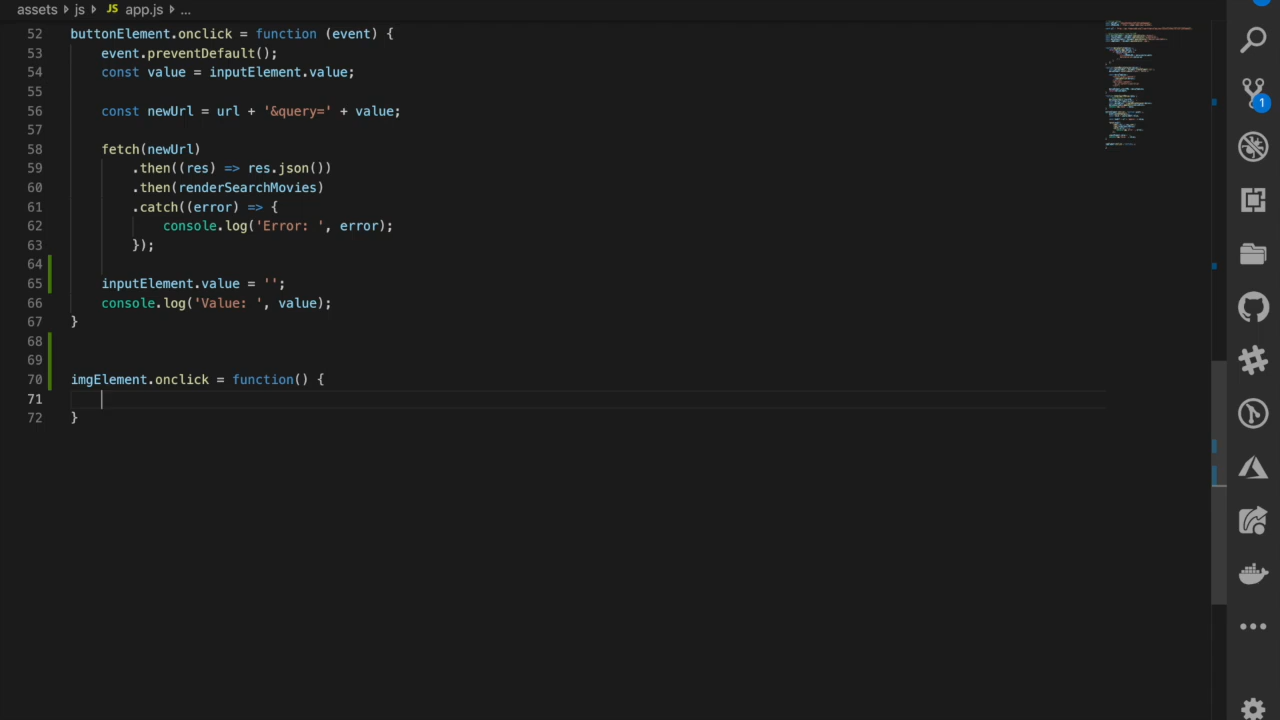 assets > js > JS app.js > ...
52 buttonElement.onclick = function (event) {
53     event.preventDefault();
54     const value = inputElement.value;
55
56     const newUrl = url + '&query=' + value;
57
58     fetch(newUrl)
59         .then((res) => res.json())
60         .then(renderSearchMovies)
61         .catch((error) => {
62             console.log('Error: ', error);
63         });
64
65     inputElement.value = '';
66     console.log('Value: ', value);
67 }
68
69
70 imgElement.onclick = function() {
71
72 }
1